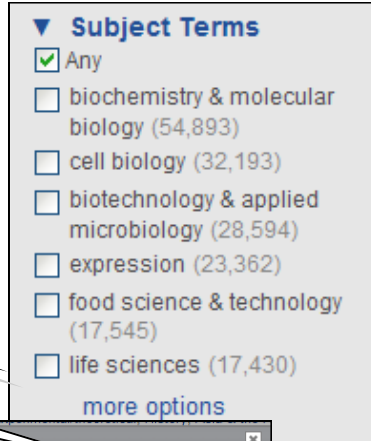 ▼ Subject Terms
Any
biochemistry & molecular
biology (54,893)
cell biology (32,193)
biotechnology & applied
microbiology (28,594)
expression (23,362)
food science & technology
(17,545)
life sciences (17,430)
more options